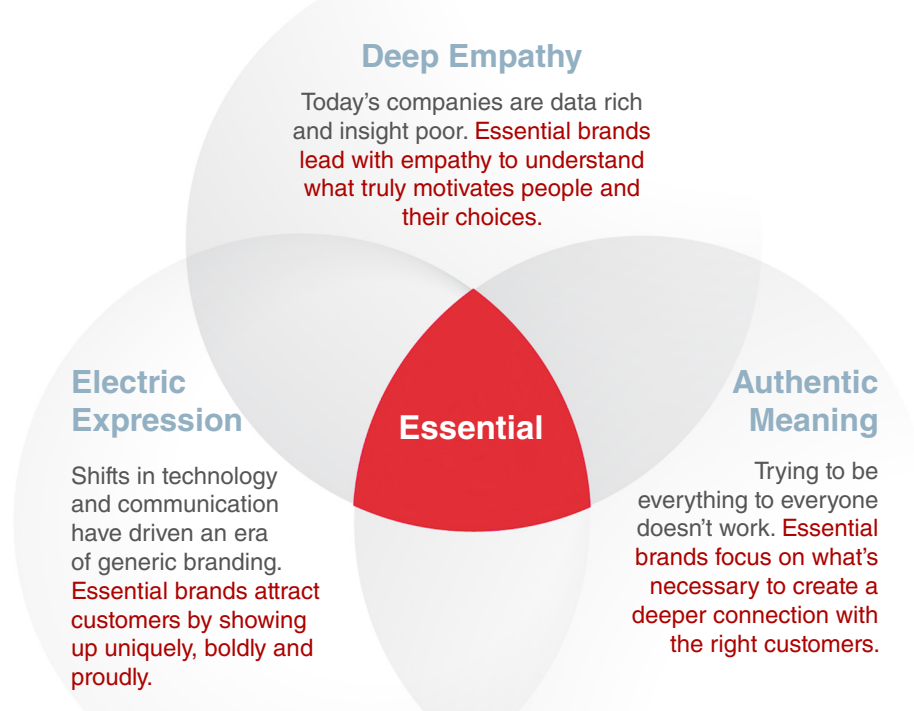 Deep Empathy
Today’s companies are data rich
and insight poor. Essential brands
lead with empathy to understand
what truly motivates people and
their choices.
Electric
Expression
Shifts in technology
and communication
have driven an era
of generic branding.
Essential brands attract
customers by showing
up uniquely, boldly and
proudly.
Essential
Authentic
Meaning
Trying to be
everything to everyone
doesn’t work. Essential
brands focus on what’s
necessary to create a
deeper connection with
the right customers.